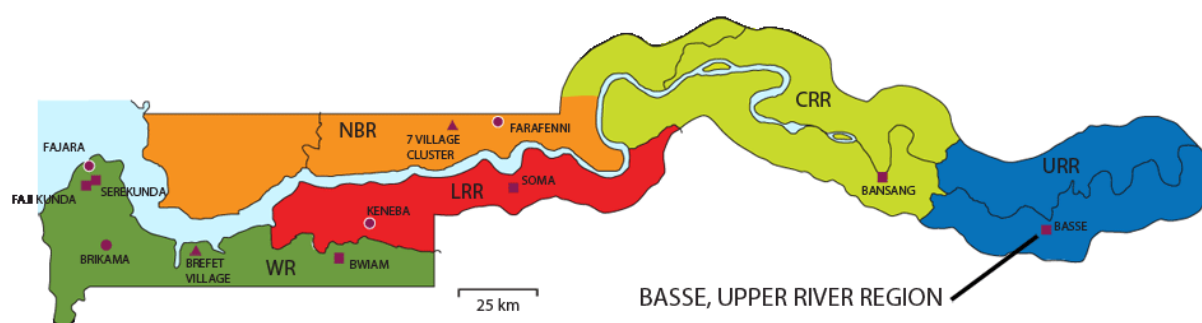 NBR
7 VILLAGE
CLUSTER
FARAFENNI
CRR
FAJARA
SEREKUNDA
FAJI KUNDA
LRR
SOMA
BANSANG
URR
KENEBA
BASSE
BRIKAMA
BREFET
VILLAGE
WR
BWIAM
25 km
BASSE, UPPER RIVER REGION